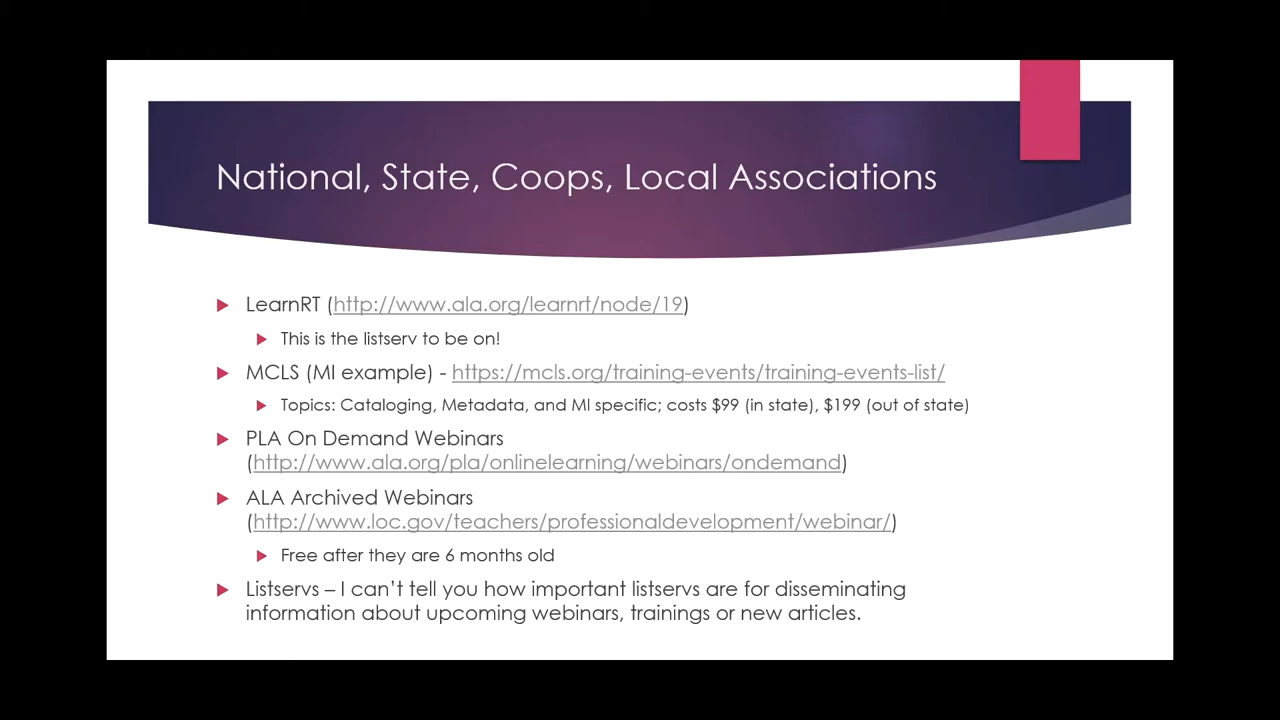 National, State, Coops, Local Associations
LearnRT (http://www.ala.org/learnrt/node/19)
This is the listserv to be on!
MCLS (MI example) - https://mcls.org/training-events/training-events-list/
Topics: Cataloging, Metadata, and MI specific; costs $99 (in state), $199 (out of state)
PLA On Demand Webinars
(http://www.ala.org/pla/onlinelearning/webinars/ondemand)
ALA Archived Webinars
(http://www.loc.gov/teachers/professionaldevelopment/webinar/)
Free after they are 6 months old
Listservs – I can’t tell you how important listservs are for disseminating
information about upcoming webinars, trainings or new articles.